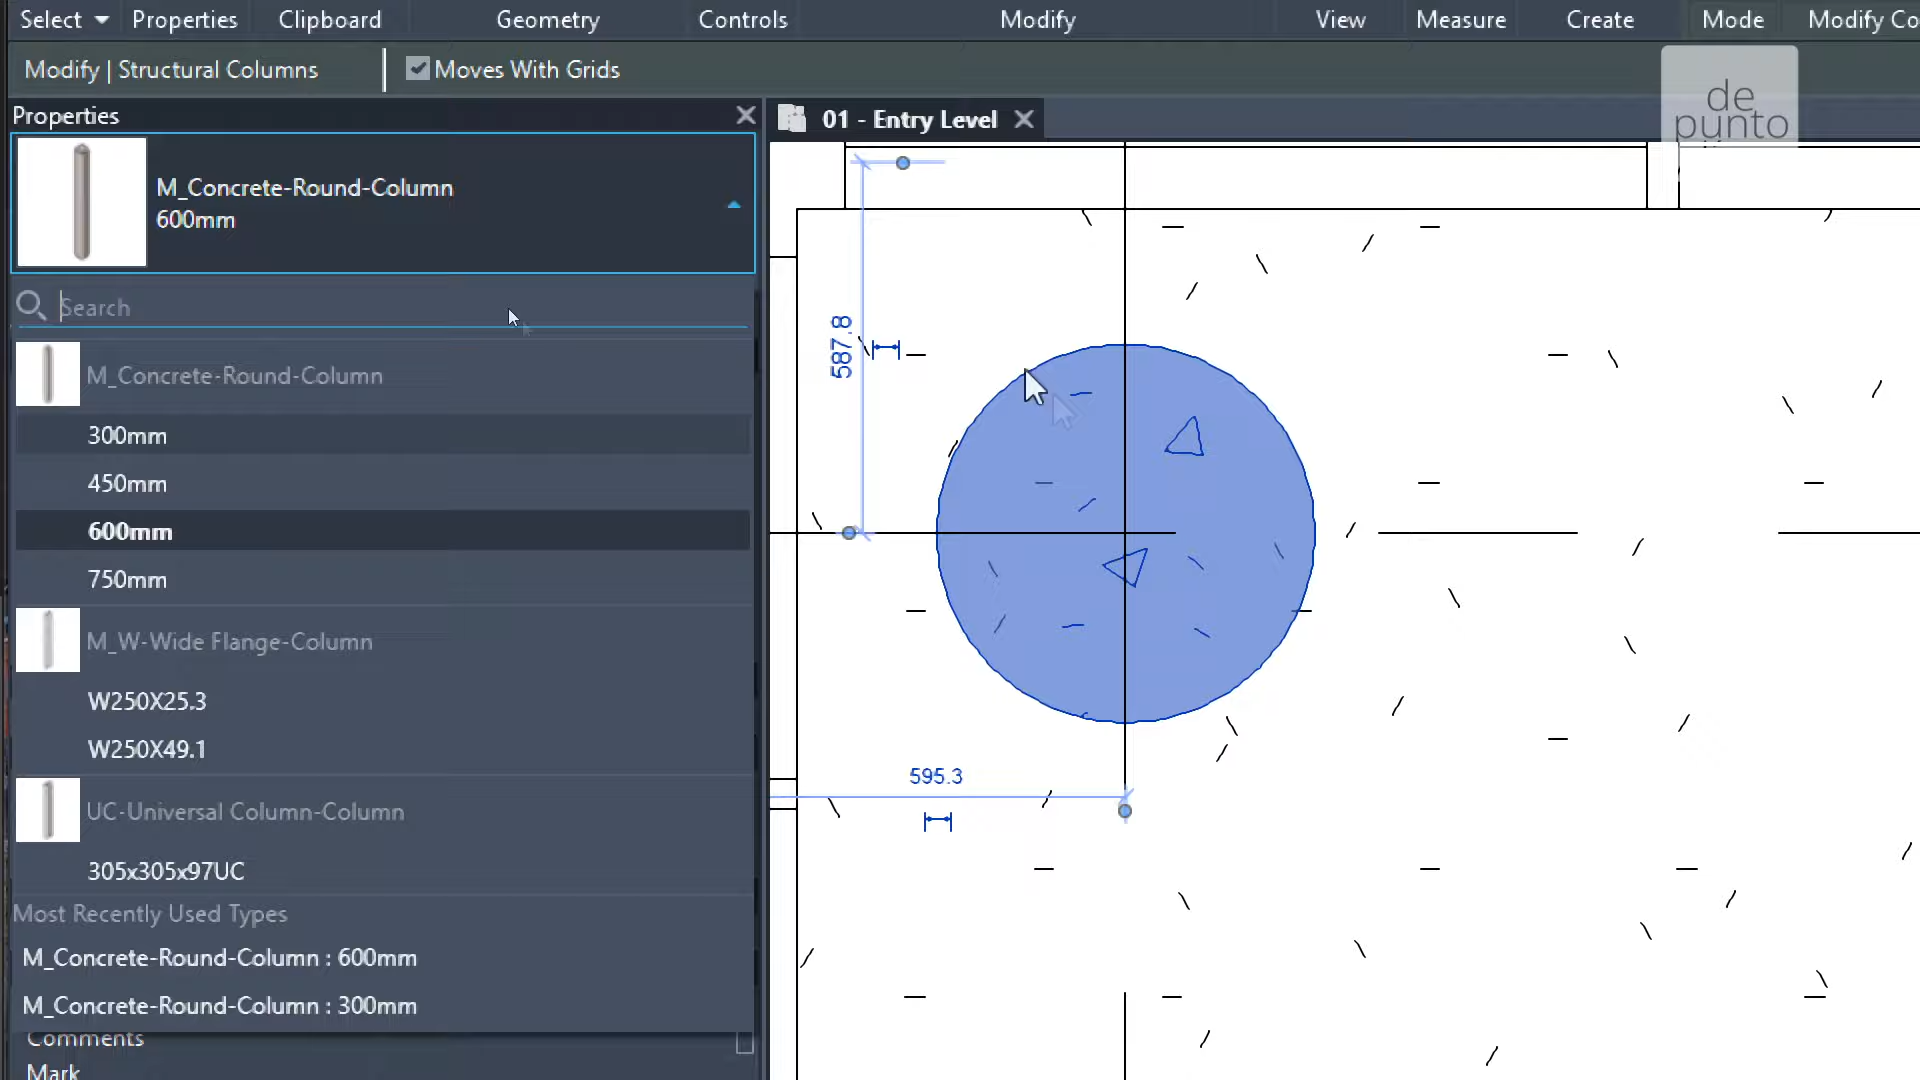 Select Properties Clipboard Geometry Controls Modify View Measure Create Mode Modify Co
Modify | Structural Columns Moves With Grids
de
punto
Properties
01 - Entry Level
M_Concrete-Round-Column
600mm
Search
M_Concrete-Round-Column
300mm
450mm
600mm
750mm
M_W-Wide Flange-Column
W250X25.3
W250X49.1
UC-Universal Column-Column
305x305x97UC
Most Recently Used Types
M_Concrete-Round-Column : 600mm
M_Concrete-Round-Column : 300mm
Comments
Mark
587.8
595.3